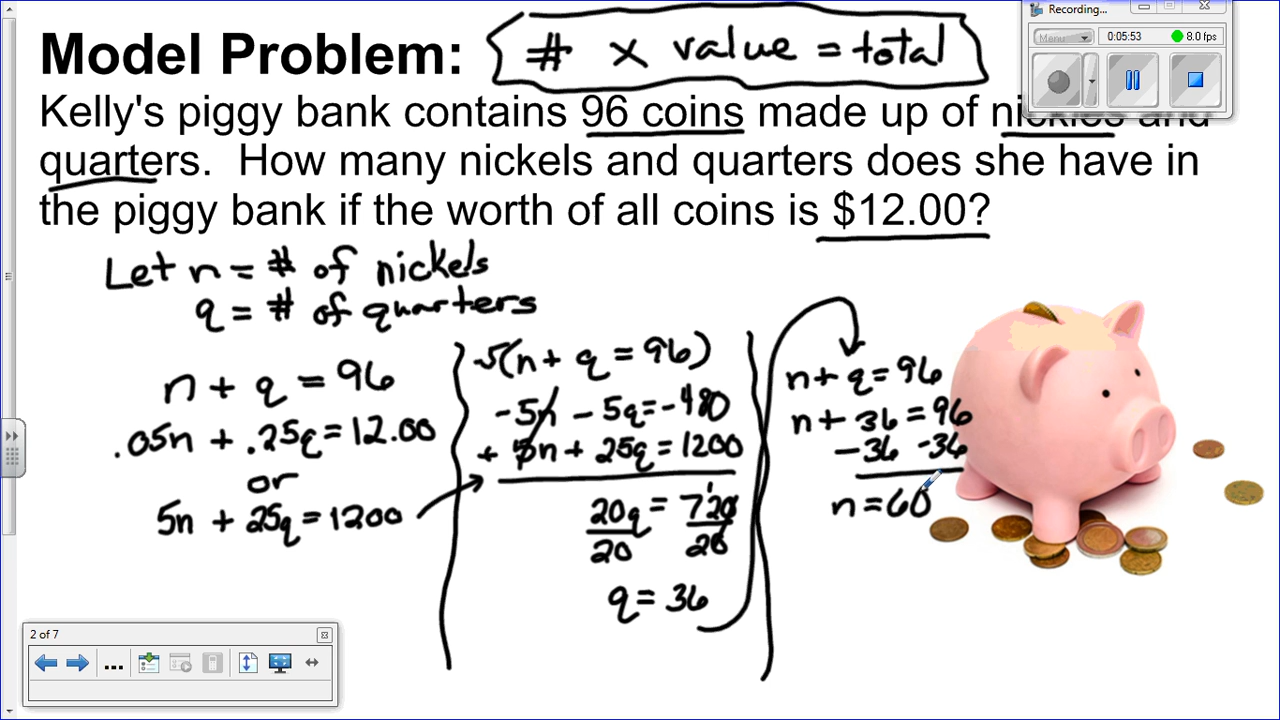 Model Problem:
# x value = total
Recording...
Menu
0:05:53
8.0 fps
Kelly's piggy bank contains 96 coins made up of nickles and
quarters. How many nickels and quarters does she have in
the piggy bank if the worth of all coins is $12.00?
Let n = # of nickels
q = # of quarters
n + q = 96
.05n + .25q = 12.00
or
5n + 25q = 1200
-5(n + q = 96)
-5n - 5q = -480
+ 5n + 25q = 1200
20q = 720
20 20
q = 36
n + q = 96
n + 36 = 96
-36 -36
n = 60
2 of 7